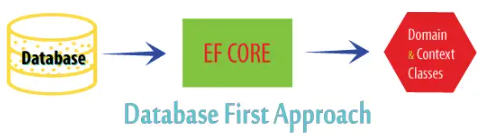 Database
EF CORE
Domain
& Context
Classes
Database First Approach